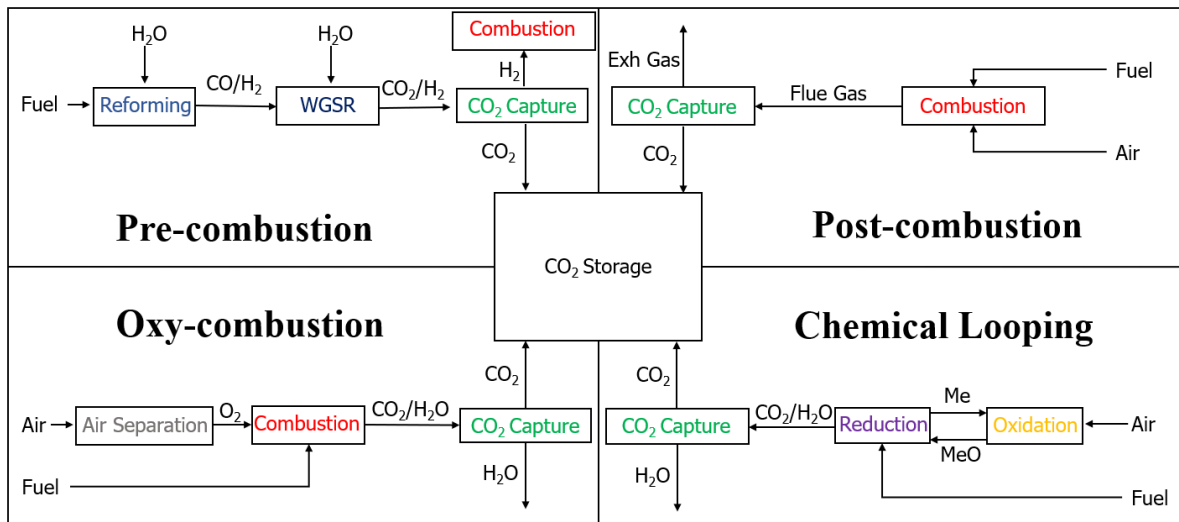 H₂O
H₂O
Combustion
CO/H₂
CO₂/H₂
H₂
Fuel
Reforming
WGSR
CO₂ Capture
CO₂
Pre-combustion
Exh Gas
Fuel
Flue Gas
CO₂ Capture
Combustion
CO₂
Air
Post-combustion
CO₂ Storage
Oxy-combustion
CO₂
Air
Air Separation
O₂
Combustion
CO₂/H₂O
CO₂ Capture
H₂O
Fuel
Chemical Looping
CO₂
CO₂ Capture
CO₂/H₂O
Reduction
Me
MeO
Oxidation
Air
H₂O
Fuel